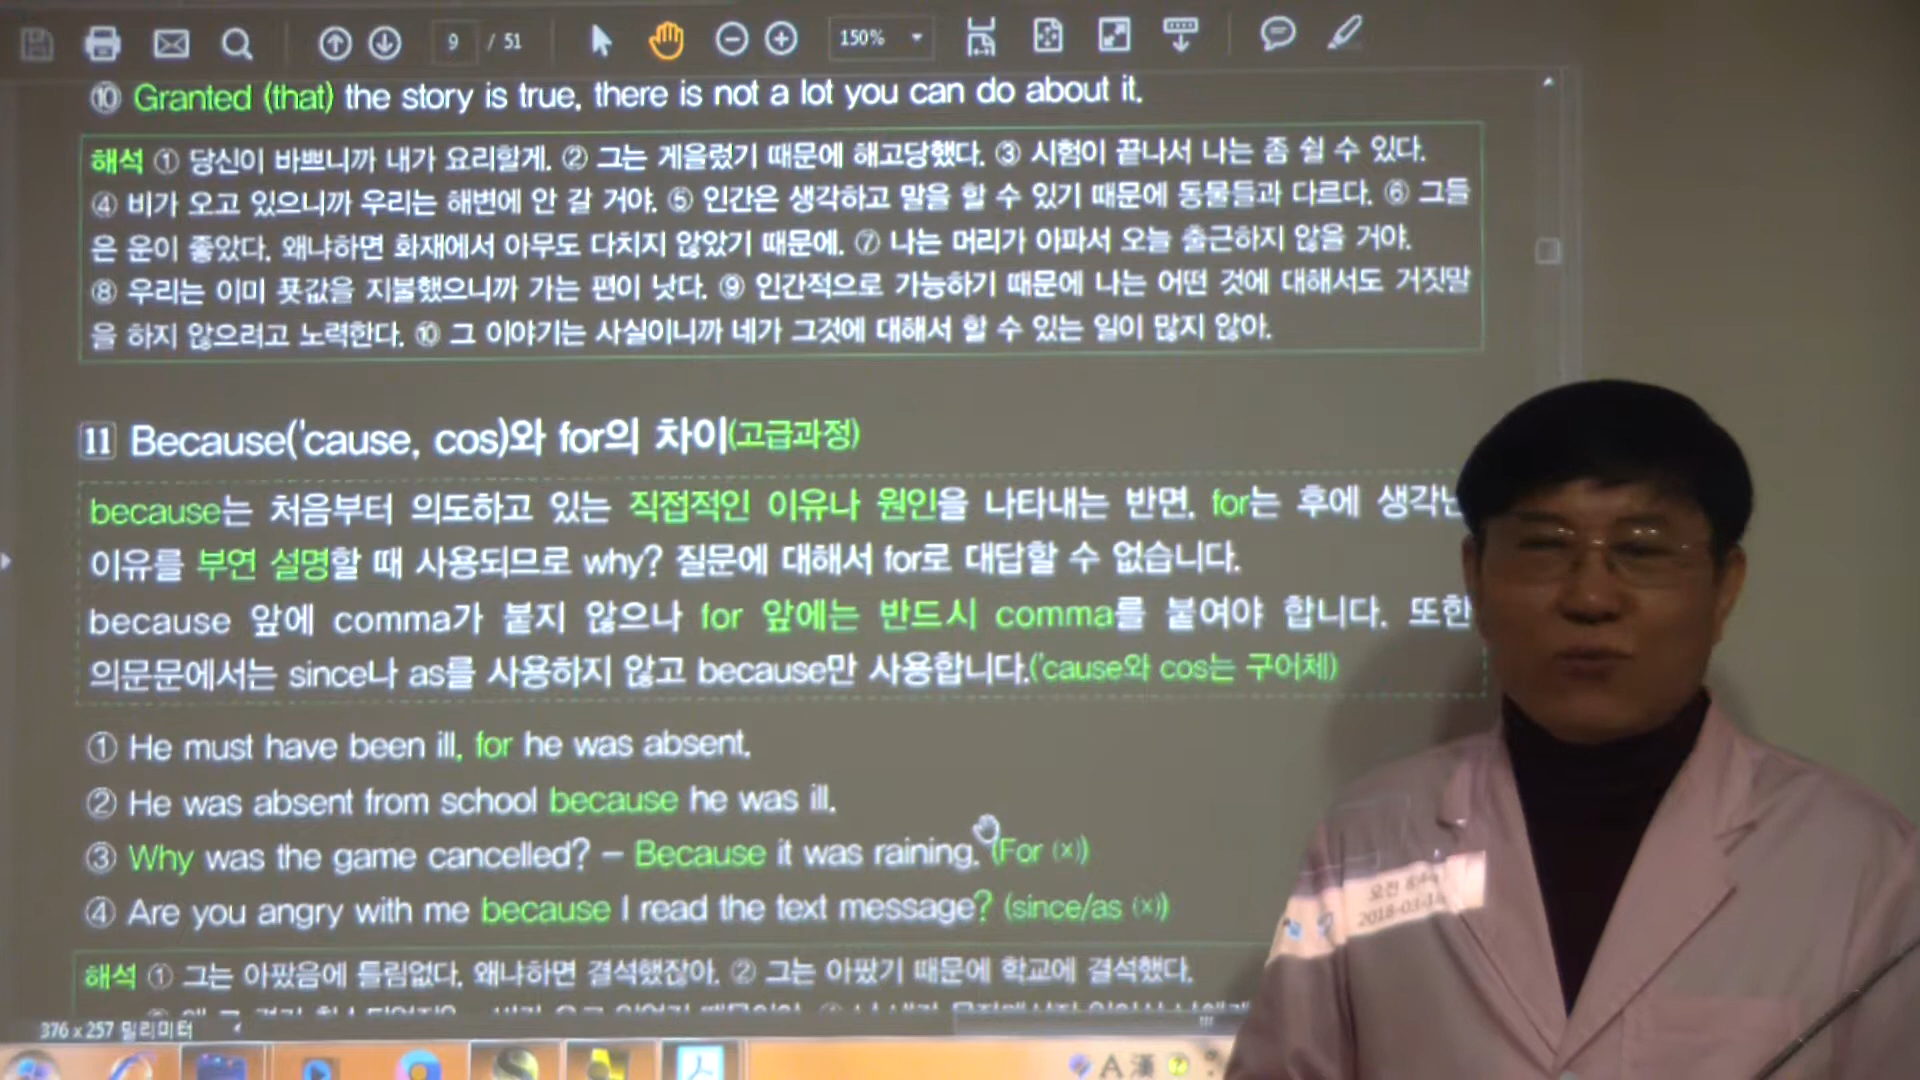 9 / 51 150%
⑩ Granted (that) the story is true, there is not a lot you can do about it.
해석 ① 당신이 바쁘니까 내가 요리할게. ② 그는 게을렀기 때문에 해고당했다. ③ 시험이 끝나서 나는 좀 쉴 수 있다.
④ 비가 오고 있으니까 우리는 해변에 안 갈 거야. ⑤ 인간은 생각하고 말을 할 수 있기 때문에 동물들과 다르다. ⑥ 그들
은 운이 좋았다. 왜냐하면 화재에서 아무도 다치지 않았기 때문에. ⑦ 나는 머리가 아파서 오늘 출근하지 않을 거야.
⑧ 우리는 이미 푯값을 지불했으니까 가는 편이 낫다. ⑨ 인간적으로 가능하기 때문에 나는 어떤 것에 대해서도 거짓말
을 하지 않으려고 노력한다. ⑩ 그 이야기는 사실이니까 네가 그것에 대해서 할 수 있는 일이 많지 않아.
11 Because('cause, cos)와 for의 차이(고급과정)
because는 처음부터 의도하고 있는 직접적인 이유나 원인을 나타내는 반면, for는 후에 생각난
이유를 부연 설명할 때 사용되므로 why? 질문에 대해서 for로 대답할 수 없습니다.
because 앞에 comma가 붙지 않으나 for 앞에는 반드시 comma를 붙여야 합니다. 또한
의문문에서는 since나 as를 사용하지 않고 because만 사용합니다.('cause와 cos는 구어체)
① He must have been ill, for he was absent.
② He was absent from school because he was ill.
③ Why was the game cancelled? – Because it was raining. (For (x))
④ Are you angry with me because I read the text message? (since/as (x))
해석 ① 그는 아팠음에 틀림없다, 왜냐하면 결석했잖아. ② 그는 아팠기 때문에 학교에 결석했다.
376 x 257 밀리미터
A 漢
오전